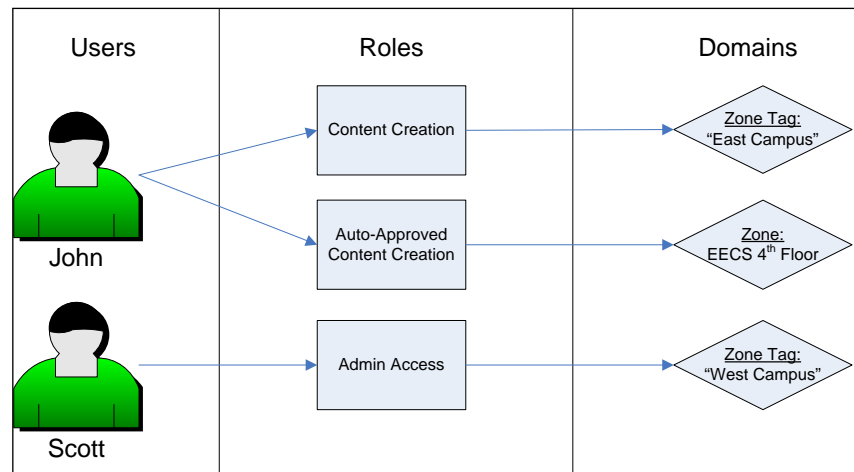 Users
Roles
Domains
John
Scott
Content Creation
Auto-Approved
Content Creation
Admin Access
Zone Tag:
“East Campus”
Zone:
EECS 4th Floor
Zone Tag:
“West Campus”